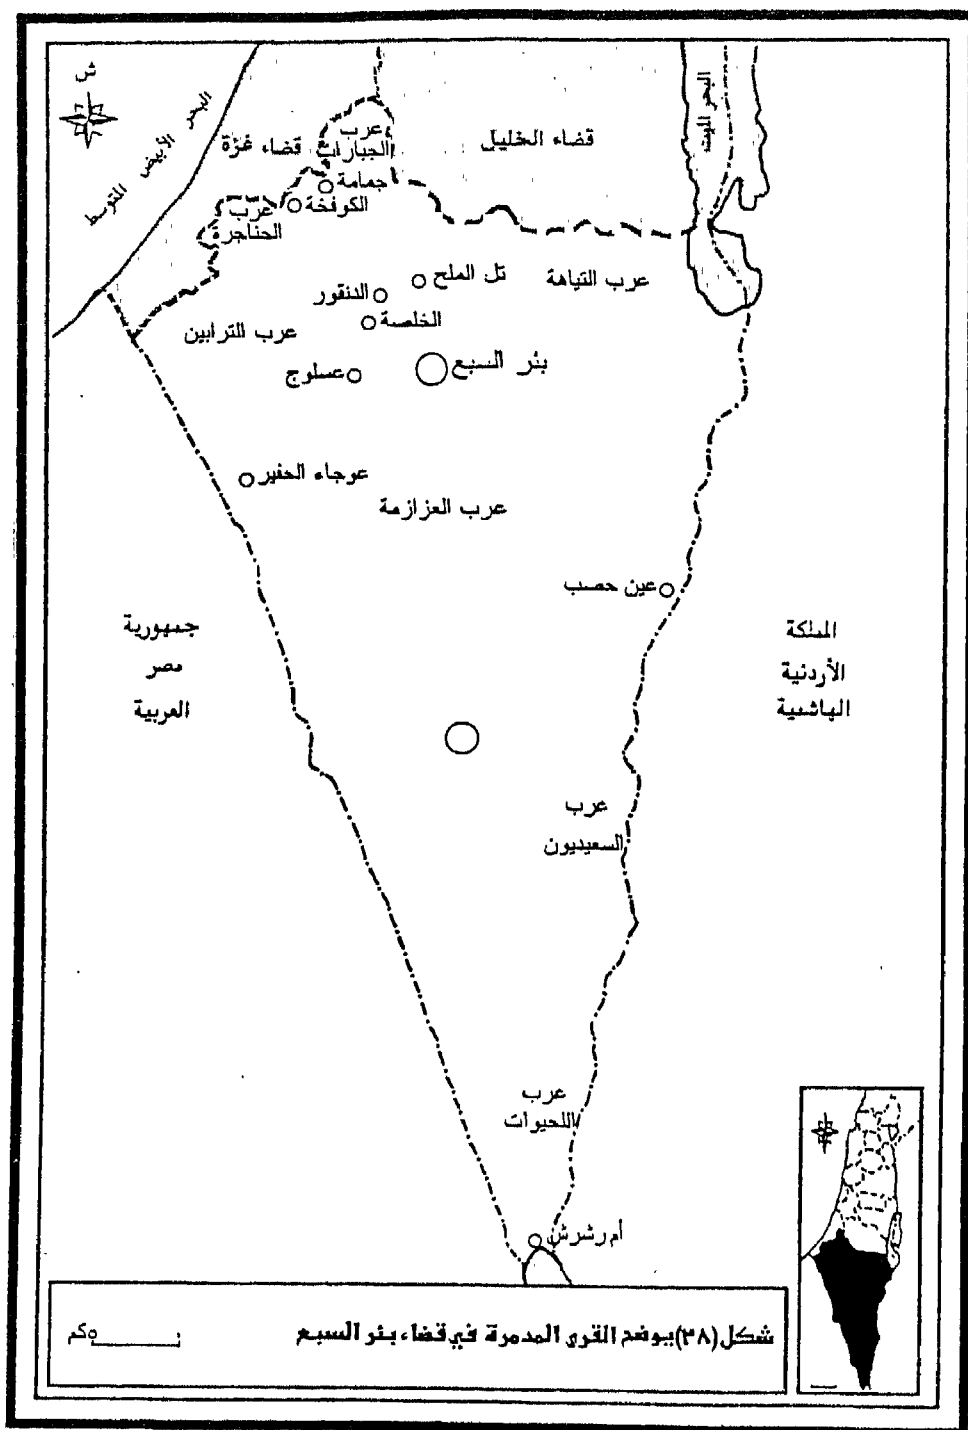 ش
البحر الأبيض المتوسط
البحر الميت
قضاء الخليل
عرب
الجبارات
قضاء غزة
جمامة
الكوفخة
عرب
الحناجر
تل الملح
عرب التياهة
الدنقور
الخلصة
عرب الترابين
بئر السبع
عسلوج
عوجاء الحفير
عرب العزازمة
عين حصب
جمهورية
مصر
العربية
المملكة
الأردنية
الهاشمية
عرب
السعيديون
عرب
اللحيوات
أم رشرش
شكل (٣٨) يوضح القرى المدمرة في قضاء بئر السبع
٥كم